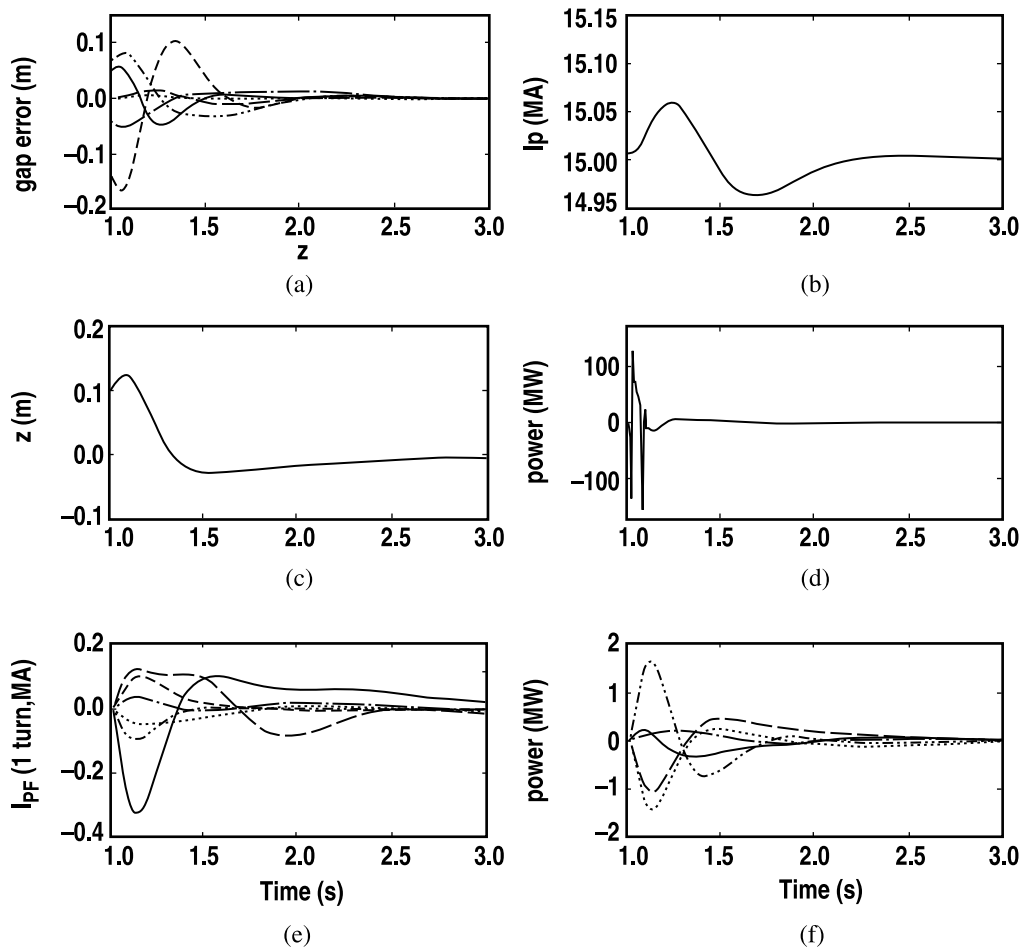 gap error (m)
0.1
0.0
−0.1
−0.2
1.0 1.5 2.0 2.5 3.0
z
(a)
Ip (MA)
15.15
15.10
15.05
15.00
14.95
1.0 1.5 2.0 2.5 3.0
(b)
z (m)
0.2
0.1
0.0
−0.1
1.0 1.5 2.0 2.5 3.0
(c)
power (MW)
100
0
−100
1.0 1.5 2.0 2.5 3.0
(d)
I_PF (1 turn,MA)
0.2
0.0
−0.2
−0.4
1.0 1.5 2.0 2.5 3.0
Time (s)
(e)
power (MW)
2
1
0
−1
−2
1.0 1.5 2.0 2.5 3.0
Time (s)
(f)